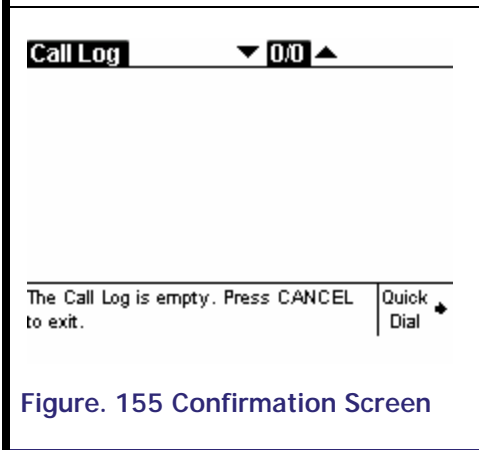 Call Log ▼ 0/0 ▲
The Call Log is empty. Press CANCEL
to exit.
Quick
Dial
Figure. 155 Confirmation Screen